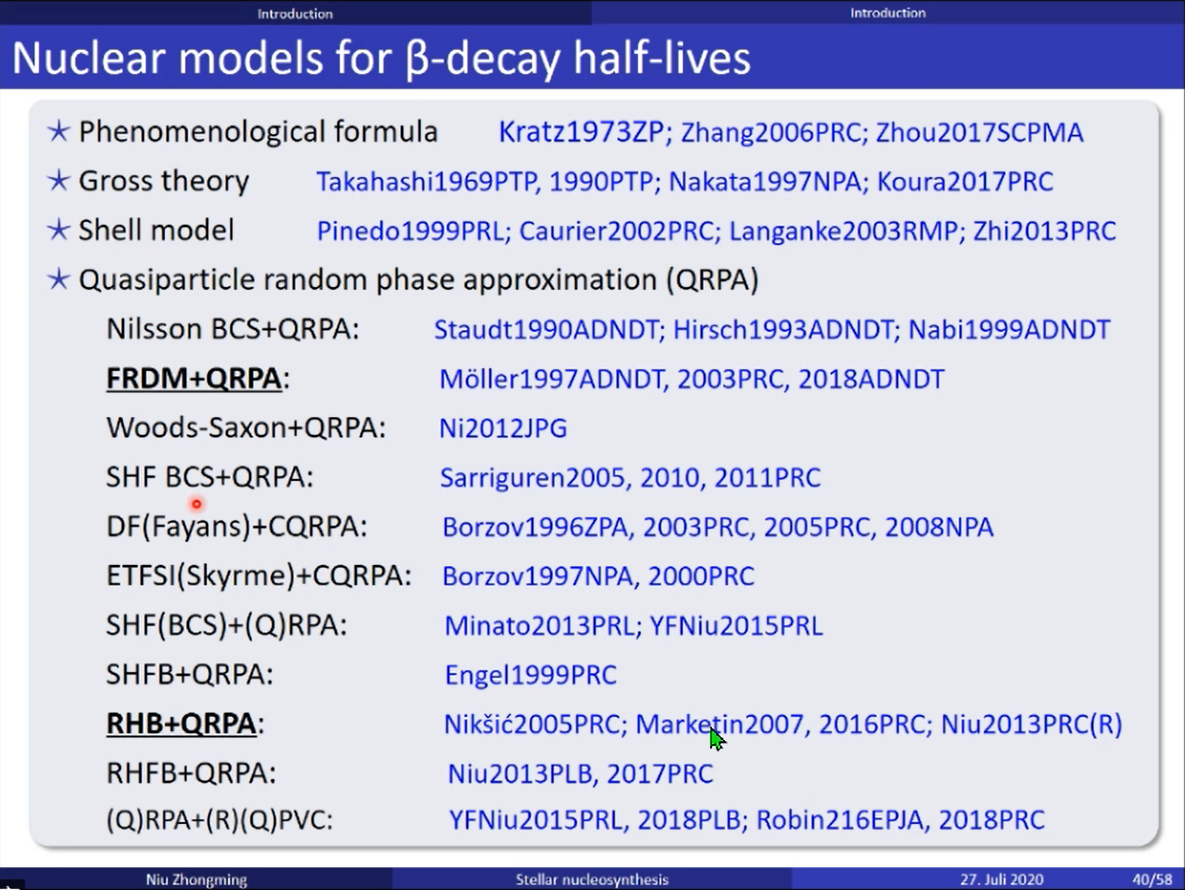 Introduction Introduction
Nuclear models for β-decay half-lives
Phenomenological formula Kratz1973ZP; Zhang2006PRC; Zhou2017SCPMA
Gross theory Takahashi1969PTP, 1990PTP; Nakata1997NPA; Koura2017PRC
Shell model Pinedo1999PRL; Caurier2002PRC; Langanke2003RMP; Zhi2013PRC
Quasiparticle random phase approximation (QRPA)
Nilsson BCS+QRPA: Staudt1990ADNDT; Hirsch1993ADNDT; Nabi1999ADNDT
FRDM+QRPA: Möller1997ADNDT, 2003PRC, 2018ADNDT
Woods-Saxon+QRPA: Ni2012JPG
SHF BCS+QRPA: Sarriguren2005, 2010, 2011PRC
DF(Fayans)+CQRPA: Borzov1996ZPA, 2003PRC, 2005PRC, 2008NPA
ETFSI(Skyrme)+CQRPA: Borzov1997NPA, 2000PRC
SHF(BCS)+(Q)RPA: Minato2013PRL; YFNiu2015PRL
SHFB+QRPA: Engel1999PRC
RHB+QRPA: Nikšić2005PRC; Marketin2007, 2016PRC; Niu2013PRC(R)
RHFB+QRPA: Niu2013PLB, 2017PRC
(Q)RPA+(R)(Q)PVC: YFNiu2015PRL, 2018PLB; Robin216EPJA, 2018PRC
Niu Zhongming Stellar nucleosynthesis 27. Juli 2020 40/58